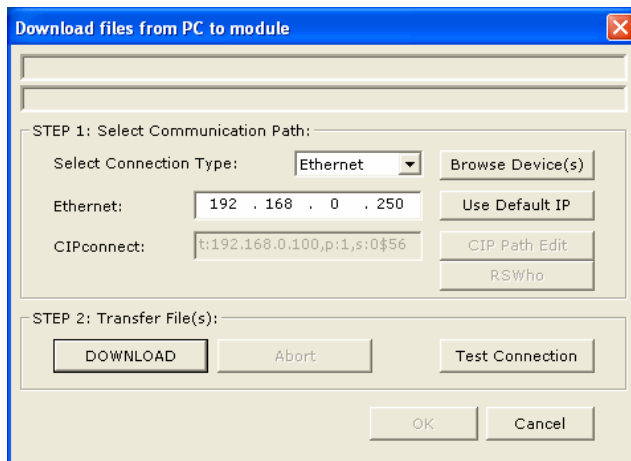 Download files from PC to module
STEP 1: Select Communication Path:
Select Connection Type: Ethernet Browse Device(s)
Ethernet: 192 . 168 . 0 . 250 Use Default IP
CIPconnect: t:192.168.0.100,p:1,s:0$56 CIP Path Edit
RSWho
STEP 2: Transfer File(s):
DOWNLOAD Abort Test Connection
OK Cancel